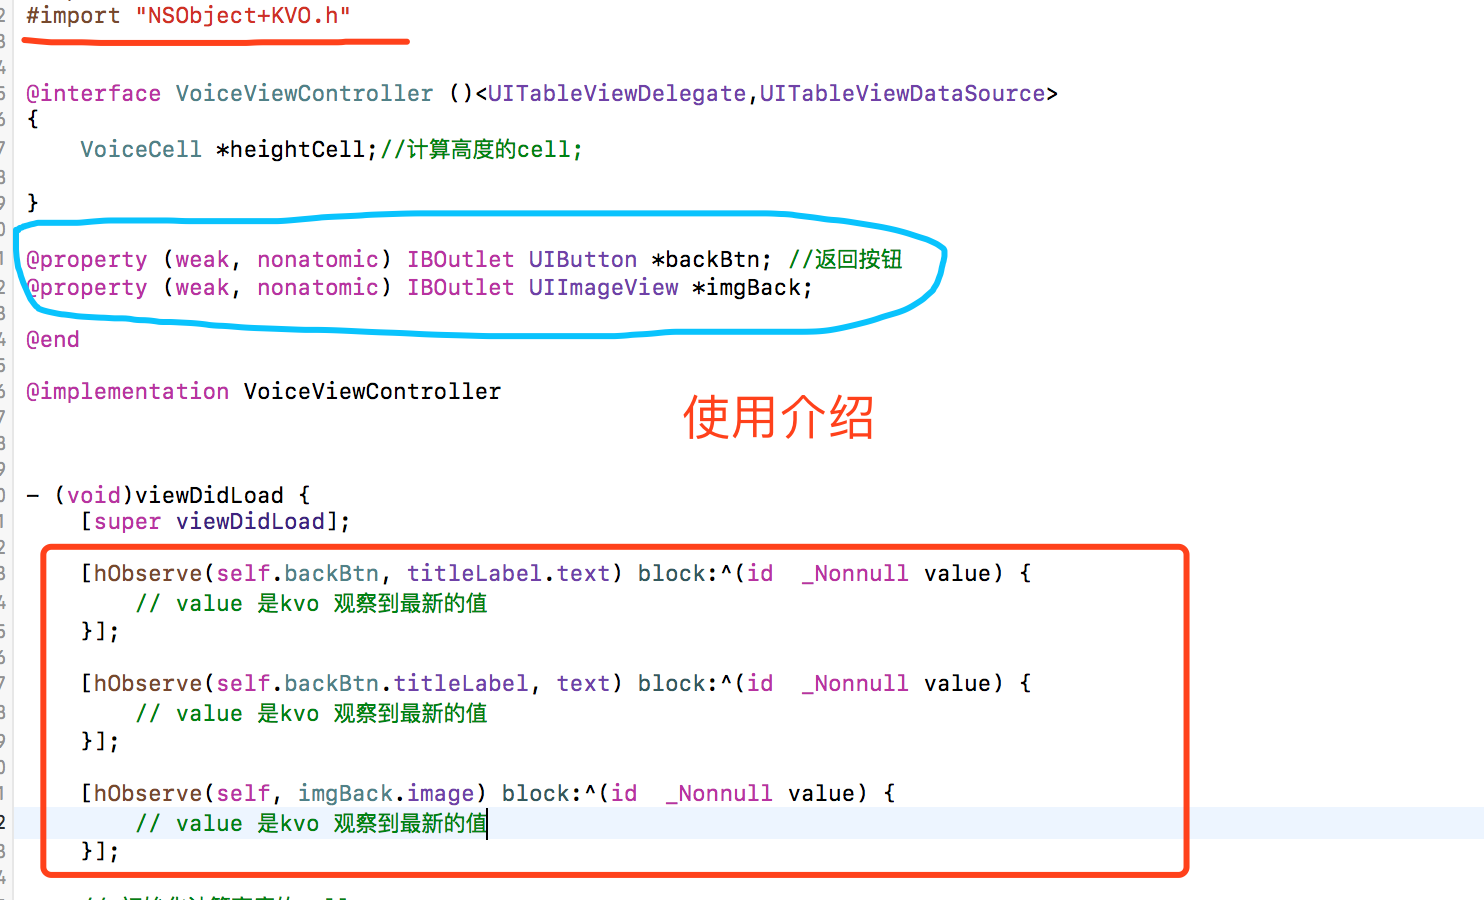 #import "NSObject+KVO.h"
@interface VoiceViewController ()<UITableViewDelegate,UITableViewDataSource>
{
VoiceCell *heightCell;//计算高度的cell;
}
@property (weak, nonatomic) IBOutlet UIButton *backBtn; //返回按钮
@property (weak, nonatomic) IBOutlet UIImageView *imgBack;
@end
@implementation VoiceViewController
使用介绍
- (void)viewDidLoad {
[super viewDidLoad];
[hObserve(self.backBtn, titleLabel.text) block:^(id  _Nonnull value) {
// value 是kvo 观察到最新的值
}];
[hObserve(self.backBtn.titleLabel, text) block:^(id  _Nonnull value) {
// value 是kvo 观察到最新的值
}];
[hObserve(self, imgBack.image) block:^(id  _Nonnull value) {
// value 是kvo 观察到最新的值
}];